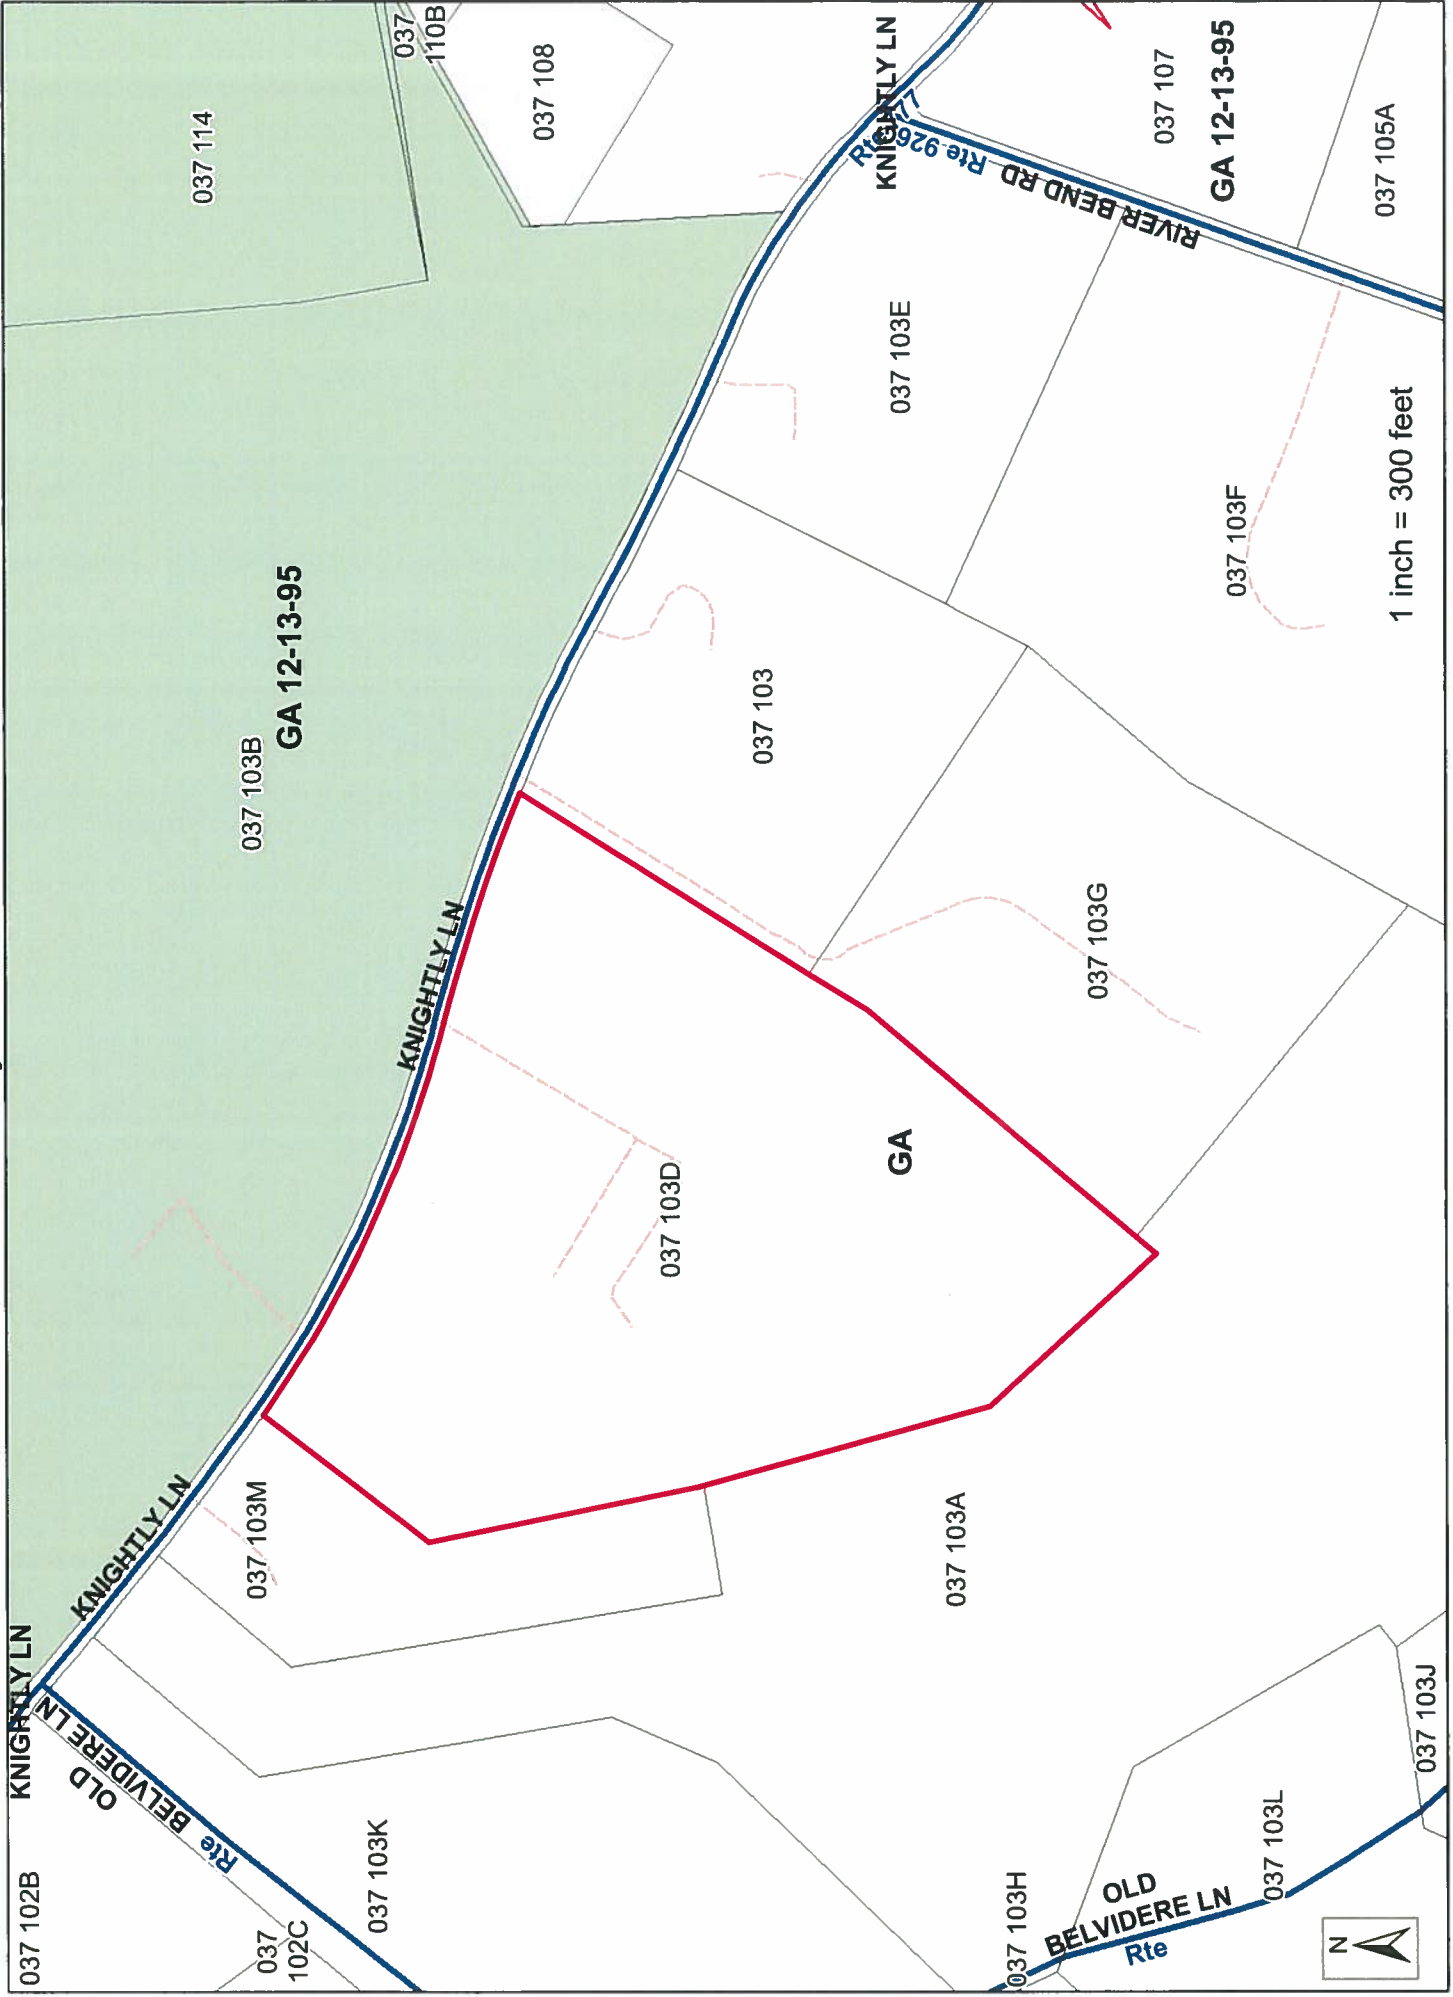 037 102B
KNIGHTLY LN
OLD
BELVIDERE LN
Rte
KNIGHTLY LN
037 103M
037
102C
037 103K
037 103B
GA 12-13-95
037 114
037
110B
037 108
KNIGHTLY LN
037 103D
037 103
GA
037 103E
KNIGHTLY LN
Rte
Rte 926
RIVER BEND RD
037 107
GA 12-13-95
037 105A
037 103A
037 103G
037 103F
037 103H
OLD
BELVIDERE LN
Rte
037 103L
037 103J
N
1 inch = 300 feet